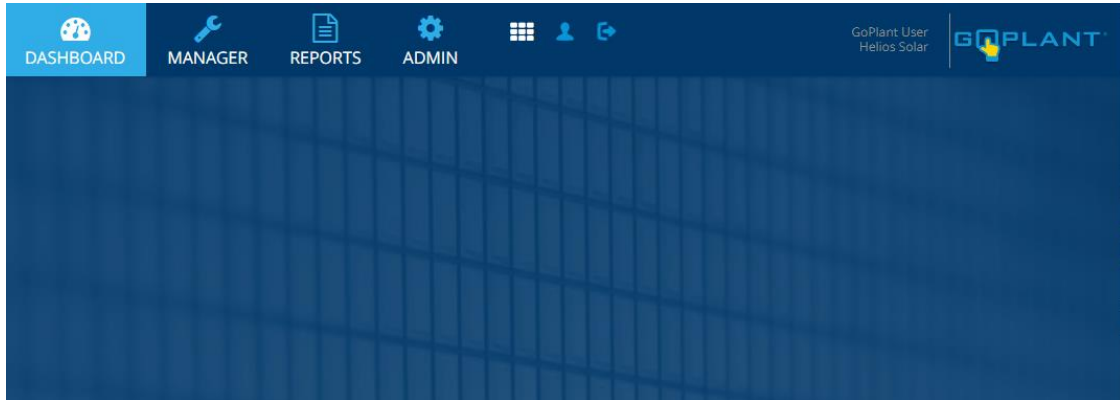 DASHBOARD
MANAGER
REPORTS
ADMIN
GoPlant User
Helios Solar
GOPLANT